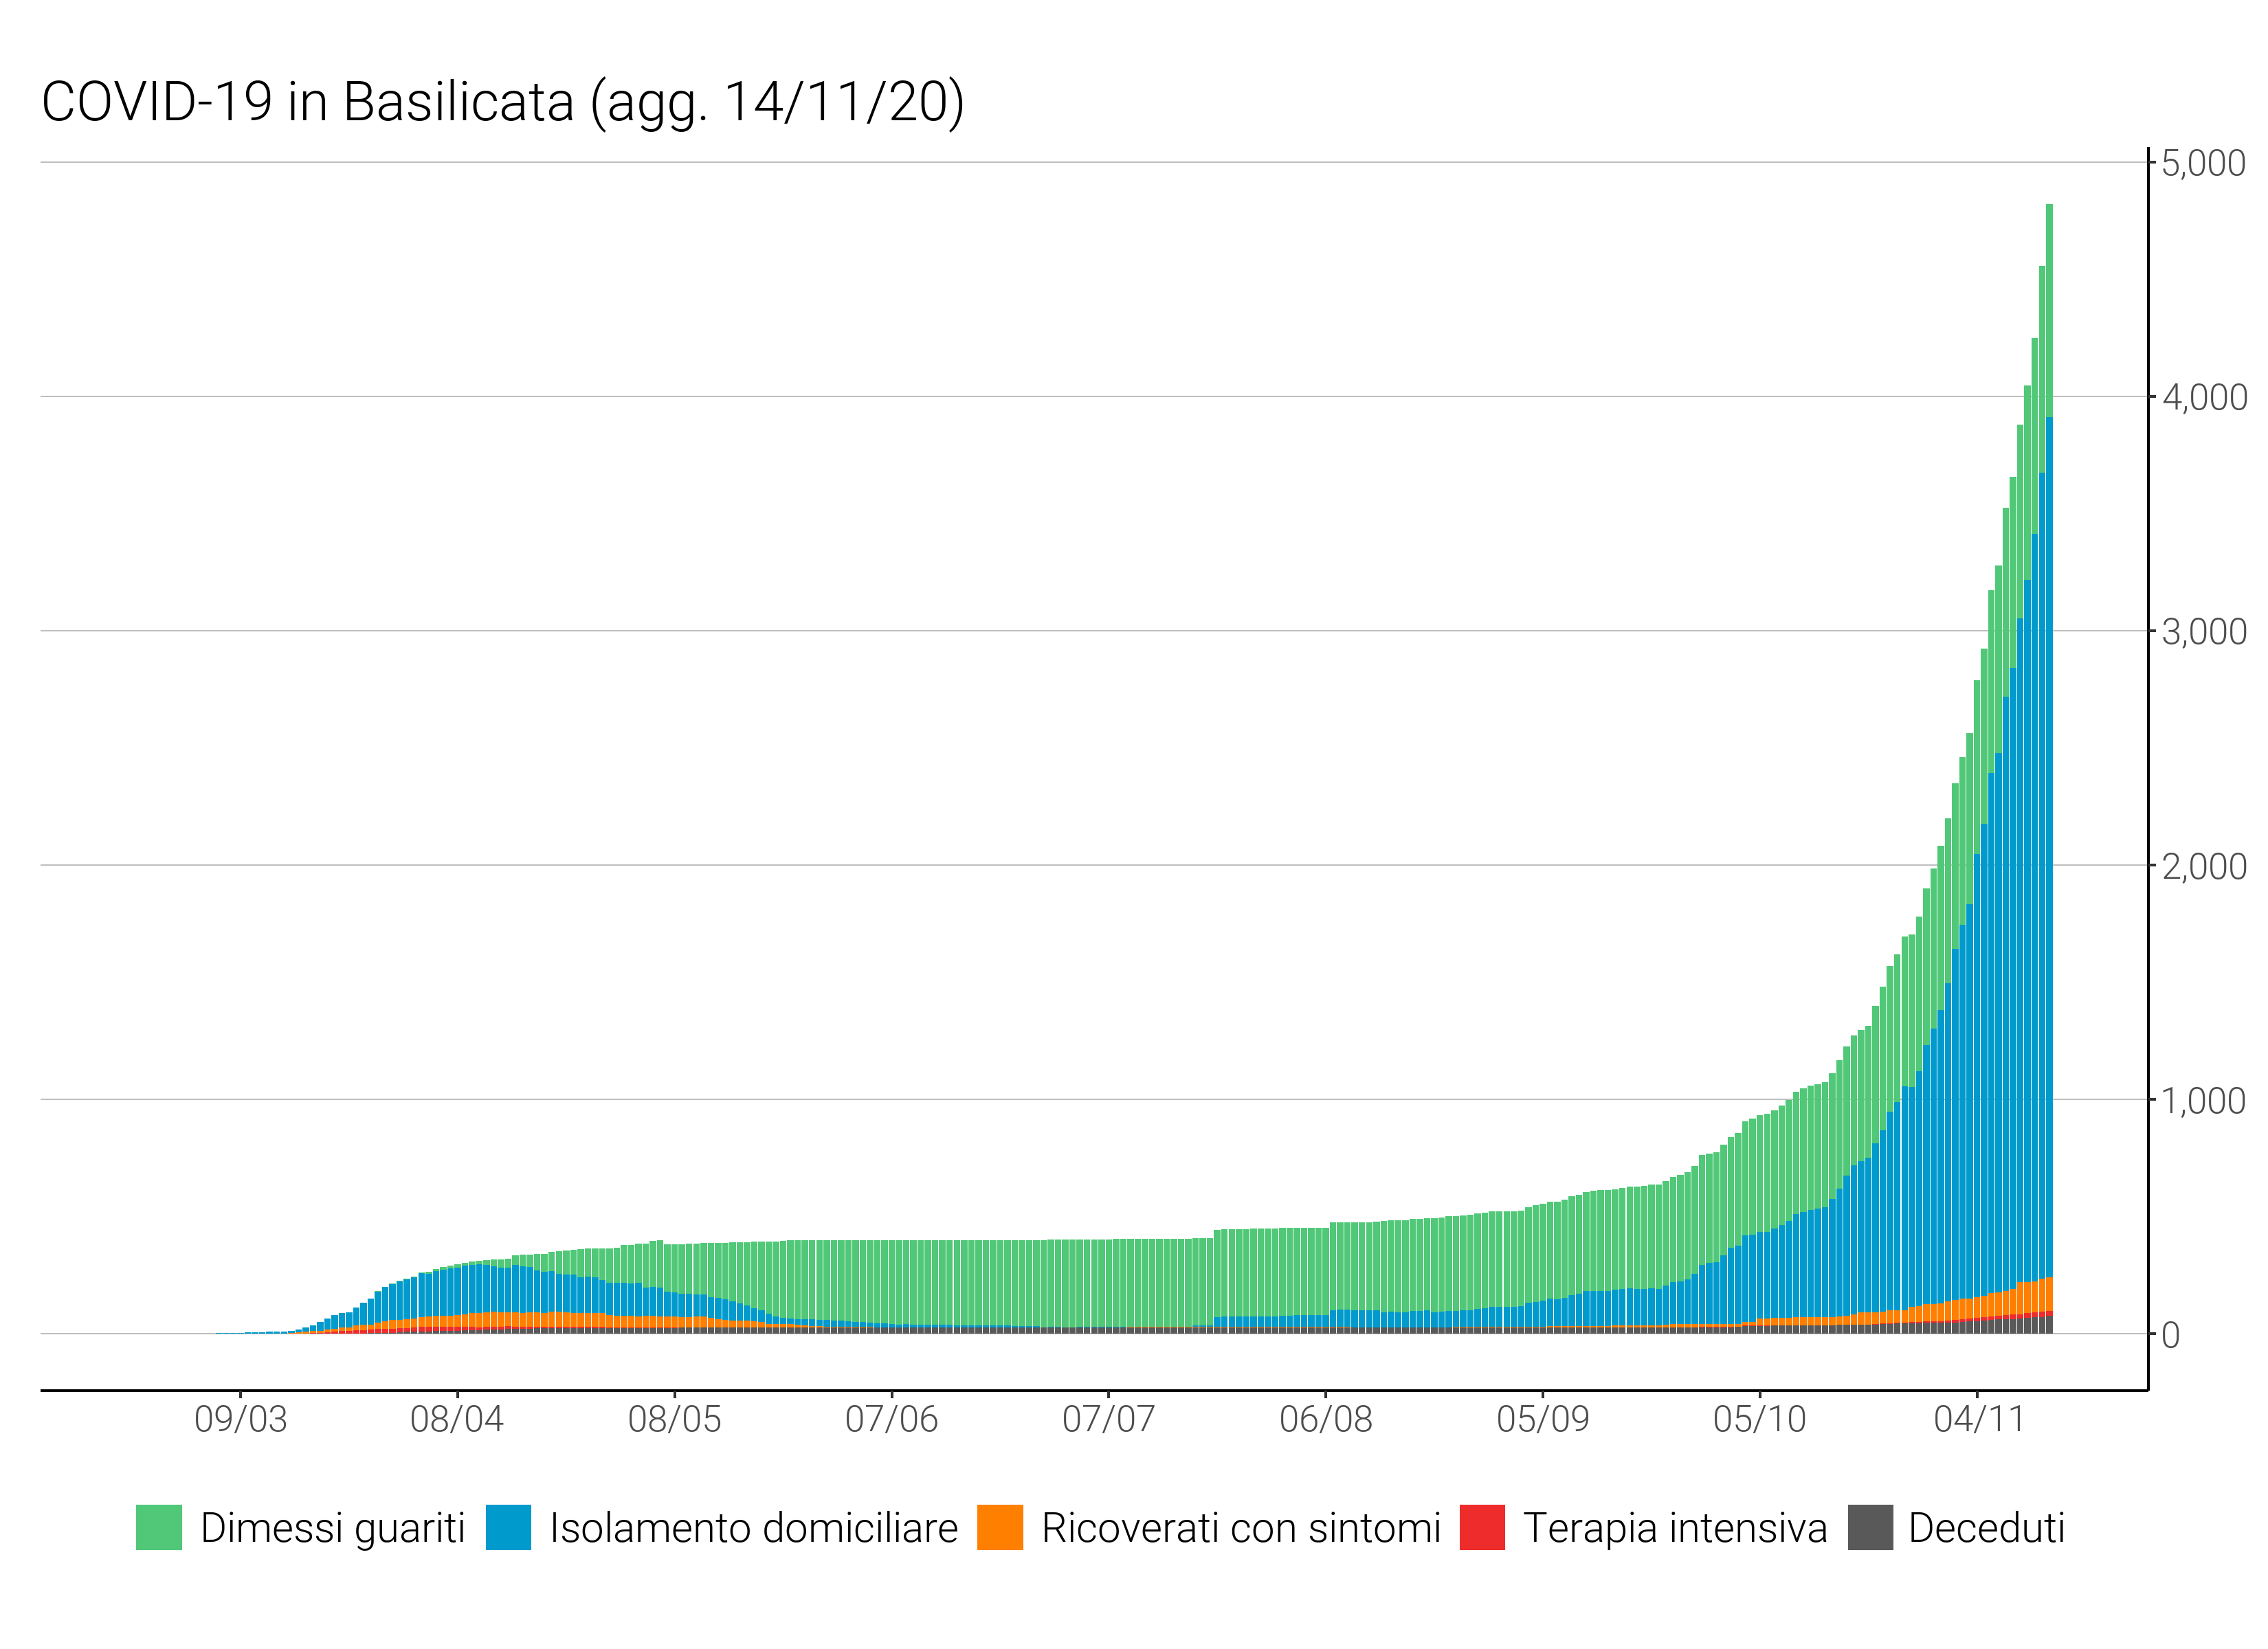 COVID-19 in Basilicata (agg. 14/11/20)
5,000
4,000
3,000
2,000
1,000
0
09/03 08/04 08/05 07/06 07/07 06/08 05/09 05/10 04/11
Dimessi guariti Isolamento domiciliare Ricoverati con sintomi Terapia intensiva Deceduti